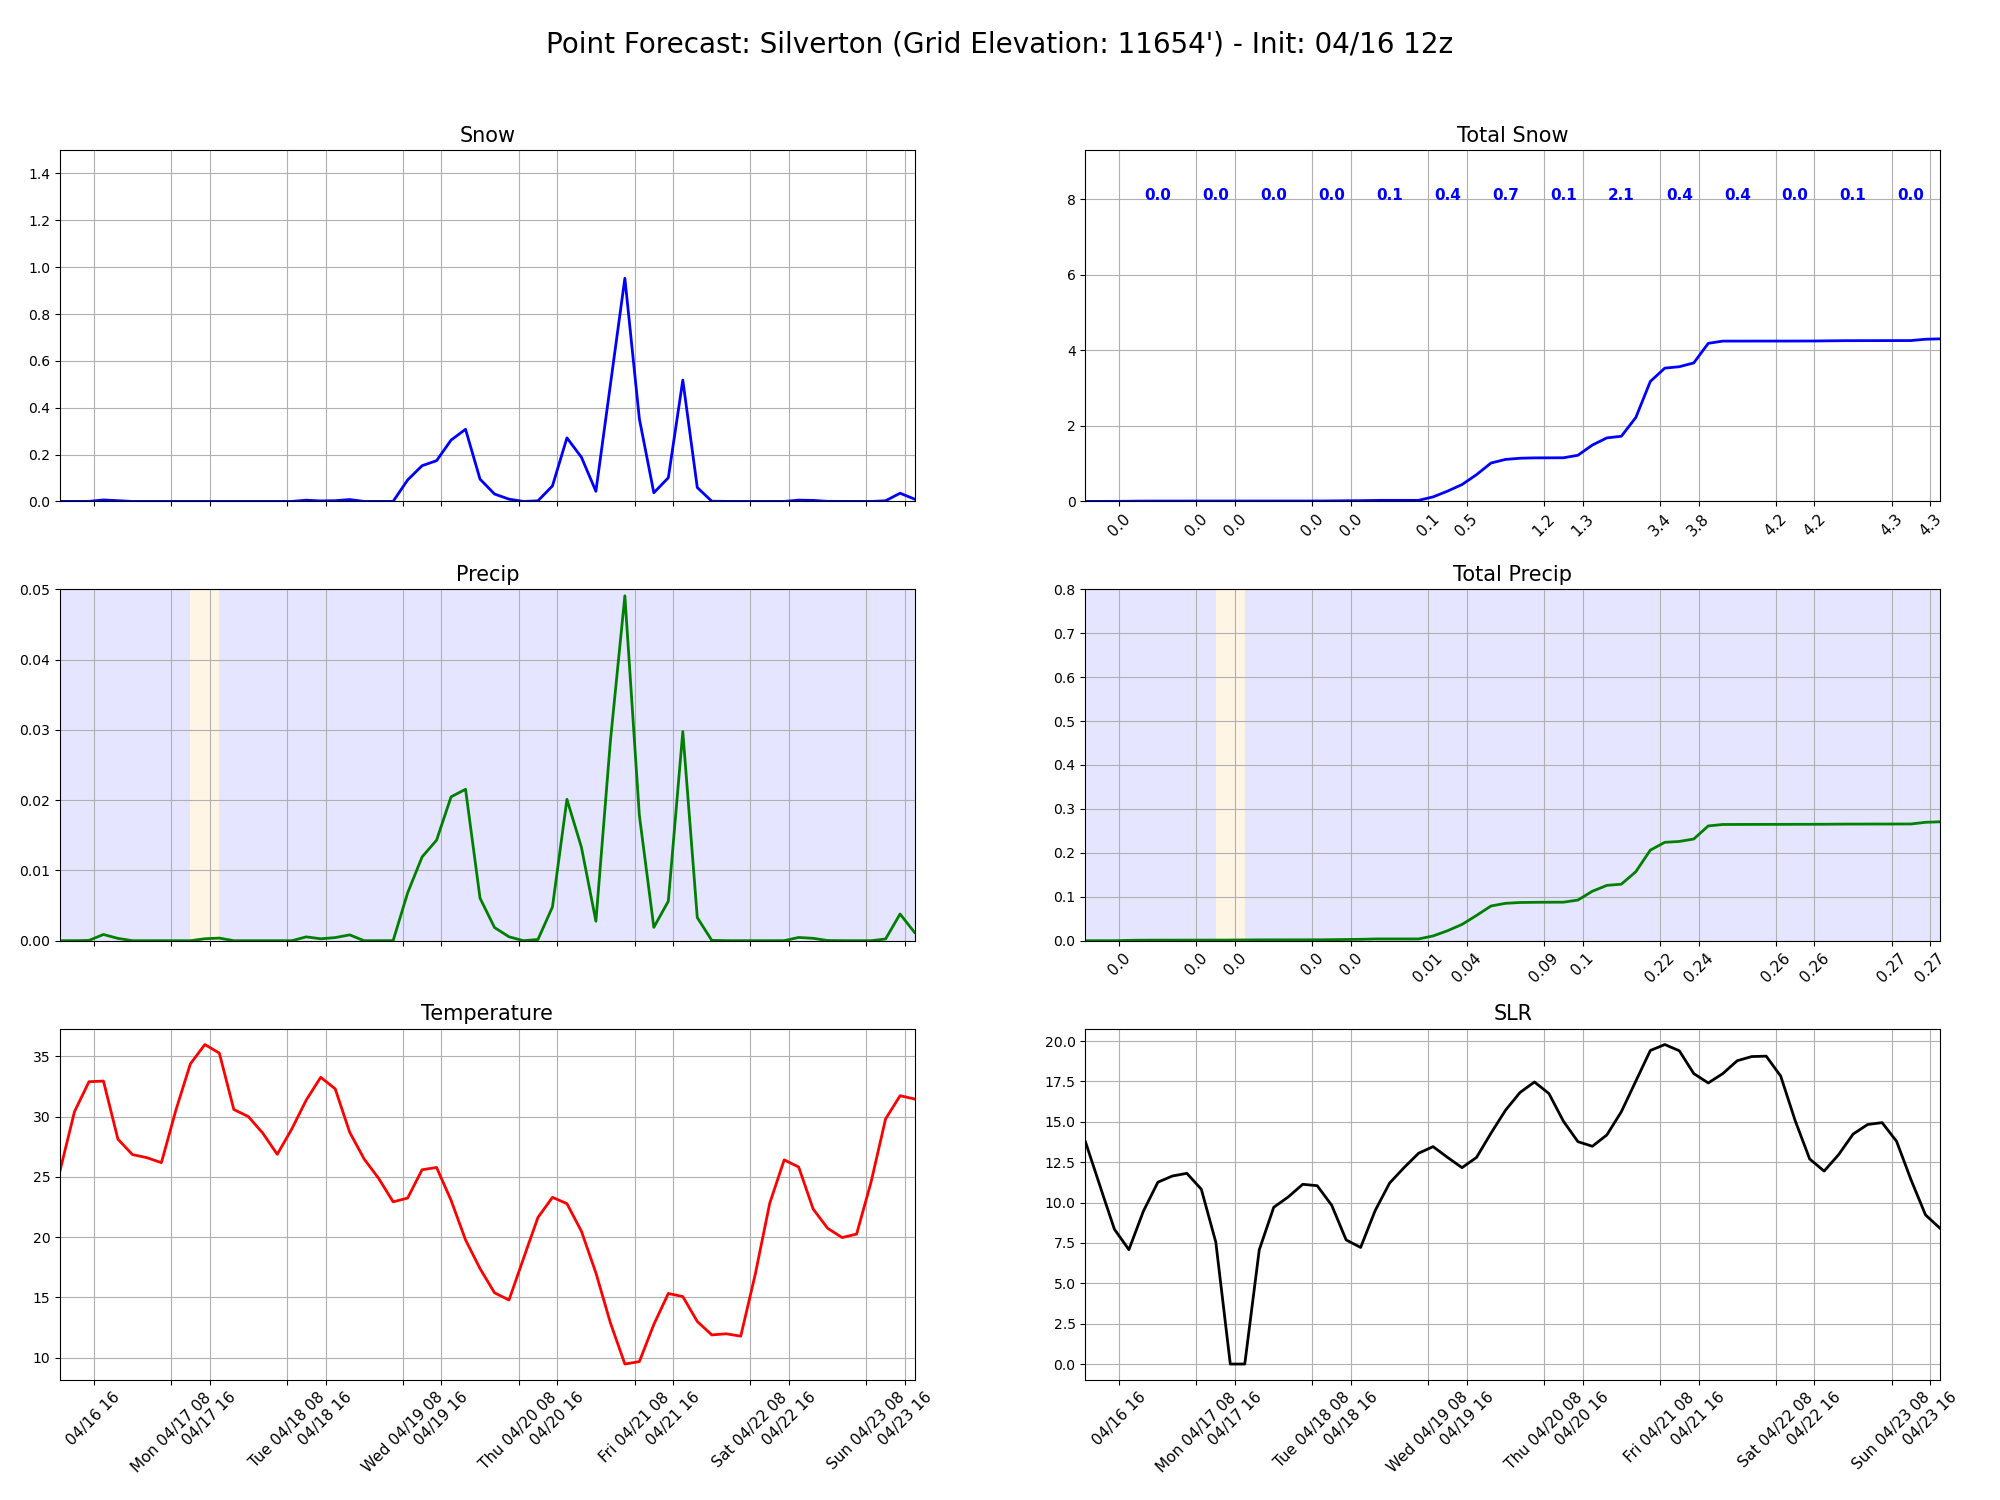 Point Forecast: Silverton (Grid Elevation: 11654') - Init: 04/16 12z
Snow
1.4
1.2
1.0
0.8
0.6
0.4
0.2
0.0
Total Snow
0.0 0.0 0.0 0.0 0.1 0.4 0.7 0.1 2.1 0.4 0.4 0.0 0.1 0.0
8
6
4
2
0
0.0 0.0 0.0 0.0 0.0 0.1 0.5 1.2 1.3 3.4 3.8 4.2 4.2 4.3 4.3
Precip
0.05
0.04
0.03
0.02
0.01
0.00
Total Precip
0.8
0.7
0.6
0.5
0.4
0.3
0.2
0.1
0.0
0.0 0.0 0.0 0.0 0.0 0.01 0.04 0.09 0.1 0.22 0.24 0.26 0.26 0.27 0.27
Temperature
35
30
25
20
15
10
04/16 16
Mon 04/17 08
04/17 16
Tue 04/18 08
04/18 16
Wed 04/19 08
04/19 16
Thu 04/20 08
04/20 16
Fri 04/21 08
04/21 16
Sat 04/22 08
04/22 16
Sun 04/23 08
04/23 16
SLR
20.0
17.5
15.0
12.5
10.0
7.5
5.0
2.5
0.0
04/16 16
Mon 04/17 08
04/17 16
Tue 04/18 08
04/18 16
Wed 04/19 08
04/19 16
Thu 04/20 08
04/20 16
Fri 04/21 08
04/21 16
Sat 04/22 08
04/22 16
Sun 04/23 08
04/23 16